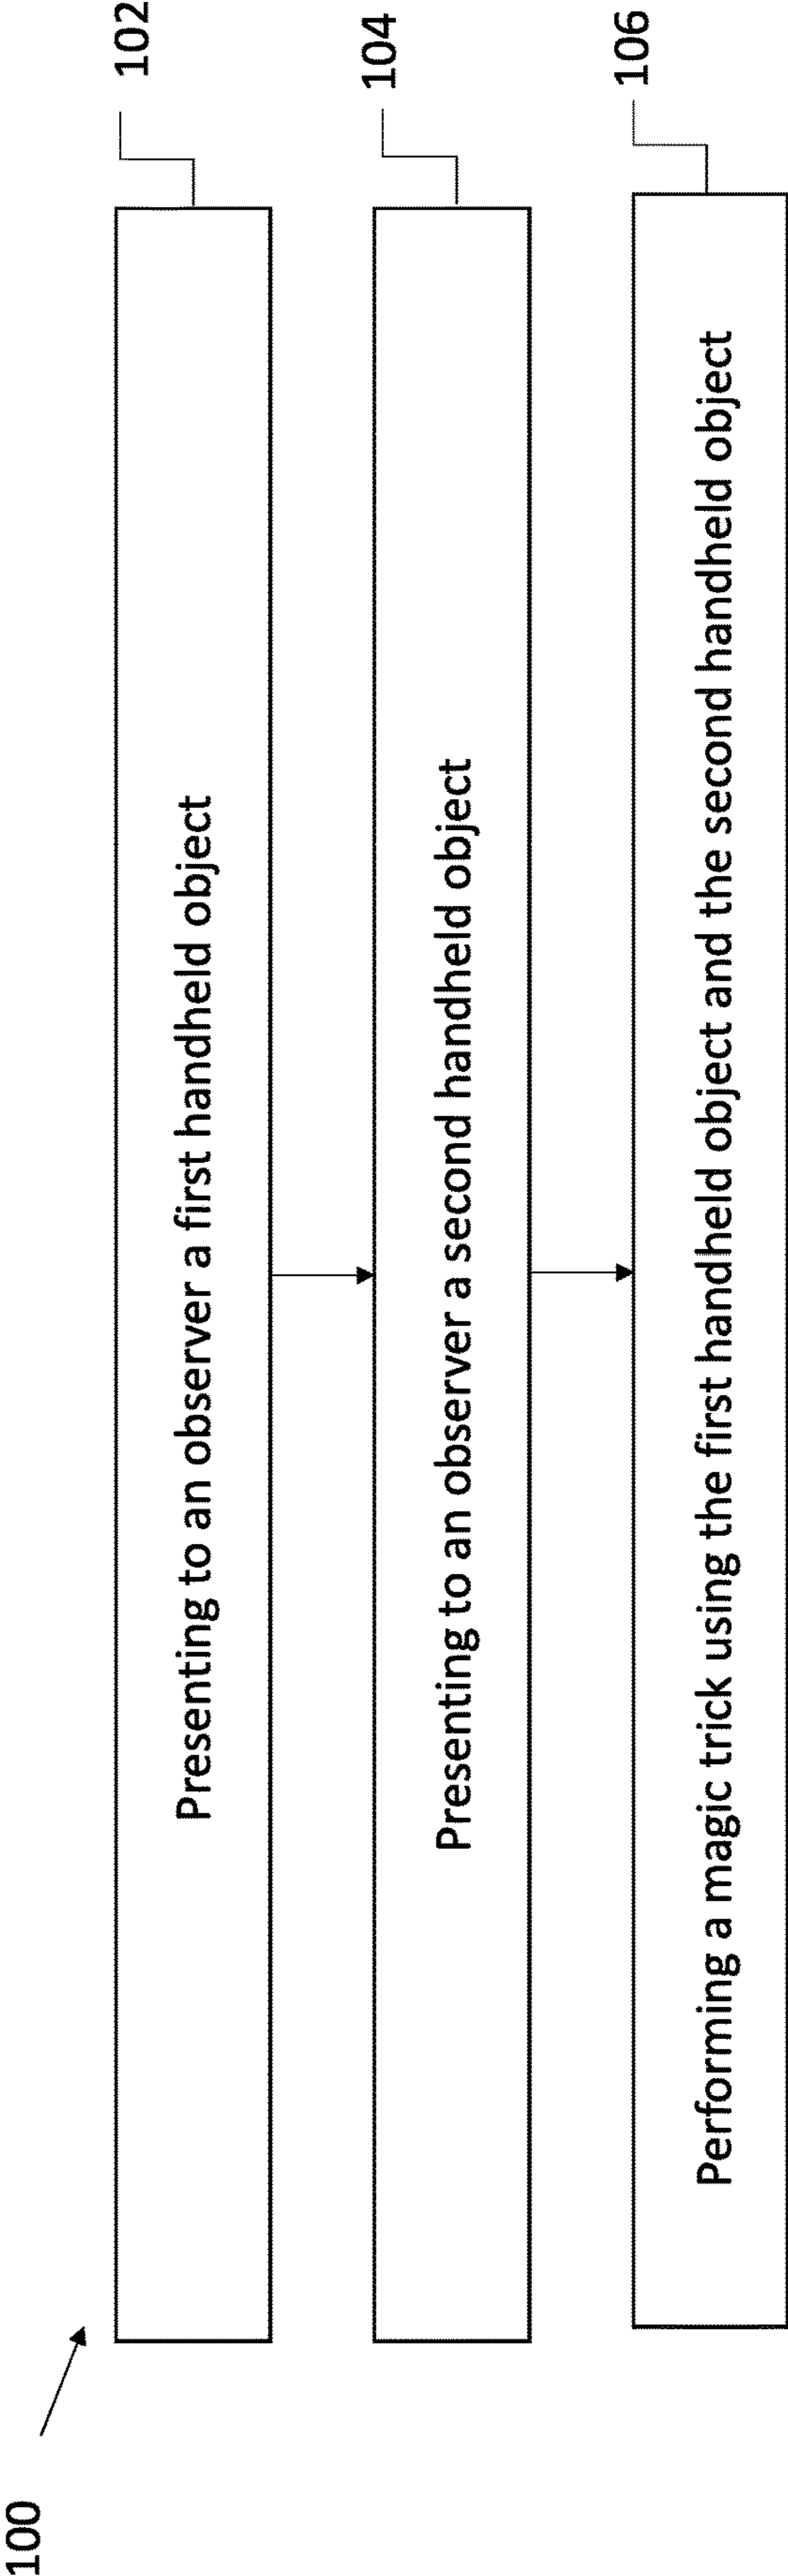 100
Presenting to an observer a first handheld object
102
Presenting to an observer a second handheld object
104
Performing a magic trick using the first handheld object and the second handheld object
106